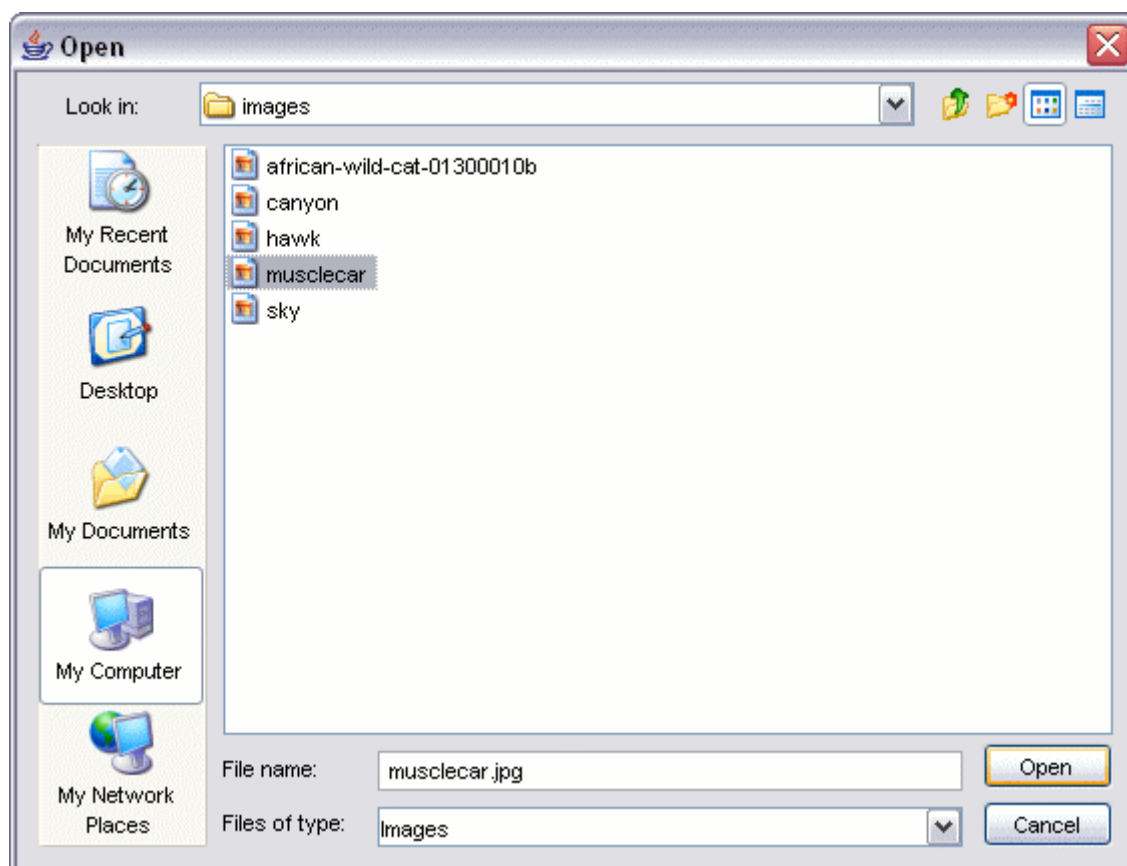 Open
Look in:
images
My Recent
Documents
Desktop
My Documents
My Computer
My Network
Places
african-wild-cat-01300010b
canyon
hawk
musclecar
sky
File name:
musclecar.jpg
Open
Files of type:
Images
Cancel